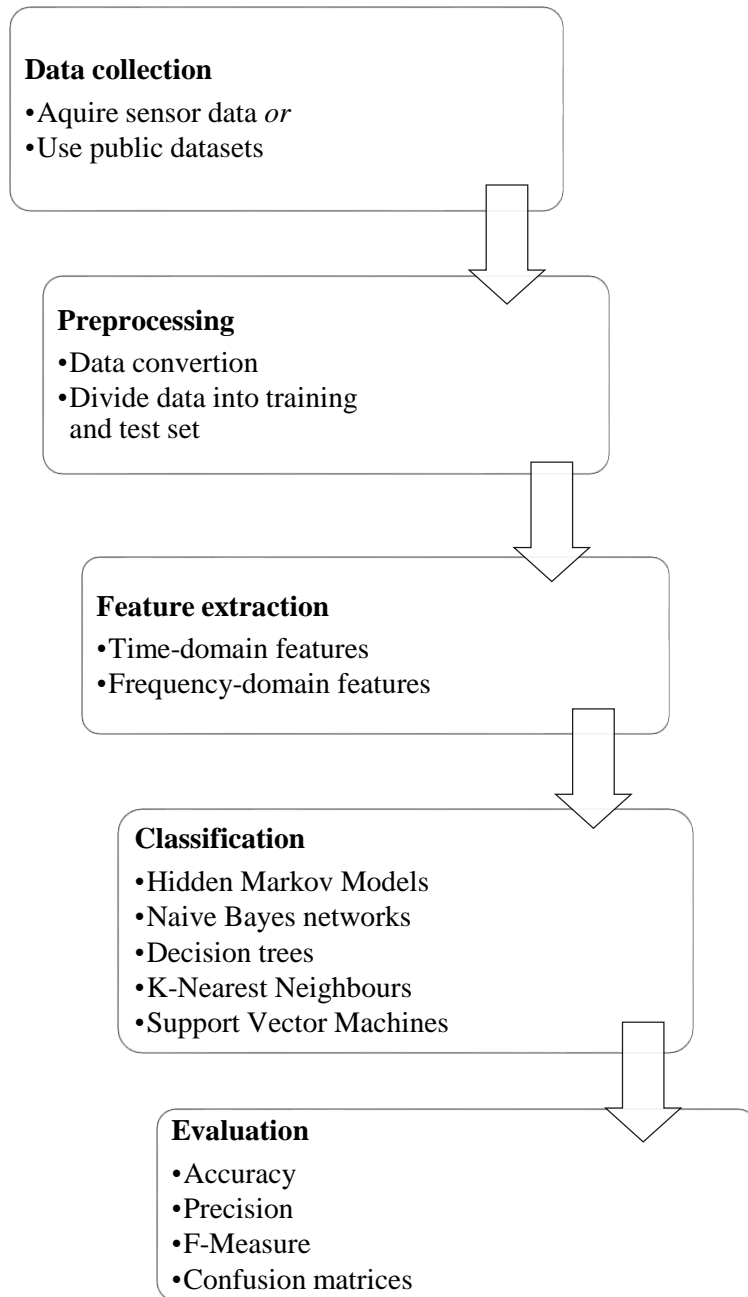 Data collection
•Aquire sensor data or
•Use public datasets
Preprocessing
•Data convertion
•Divide data into training
and test set
Feature extraction
•Time-domain features
•Frequency-domain features
Classification
•Hidden Markov Models
•Naive Bayes networks
•Decision trees
•K-Nearest Neighbours
•Support Vector Machines
Evaluation
•Accuracy
•Precision
•F-Measure
•Confusion matrices